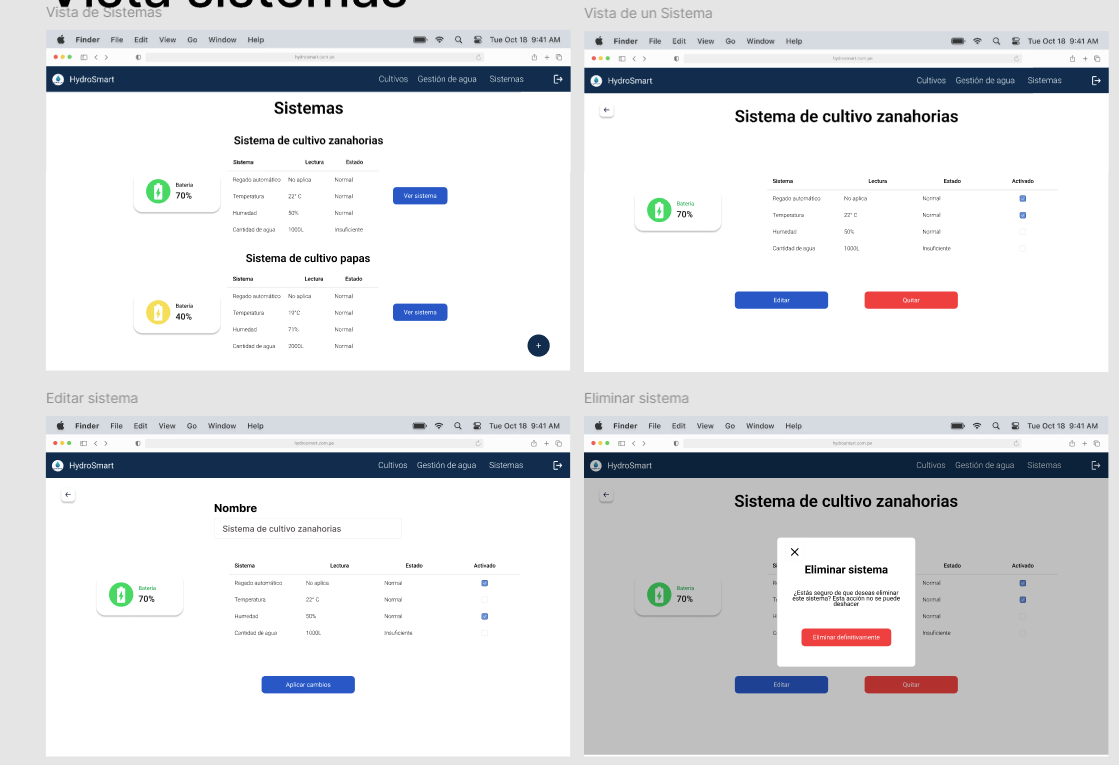 Vista sistemas
Vista de Sistemas
Finder File Edit View Go Window Help Tue Oct 18 9:41 AM
hydrosmart.com.pe
HydroSmart Cultivos Gestión de agua Sistemas
Sistemas
Sistema de cultivo zanahorias
Sistema Lectura Estado
Regado automático No aplica Normal
Temperatura 22° C Normal
Humedad 50% Normal
Cantidad de agua 1000L Insuficiente
Batería
70%
Ver sistema
Sistema de cultivo papas
Sistema Lectura Estado
Regado automático No aplica Normal
Temperatura 19°C Normal
Humedad 71% Normal
Cantidad de agua 2000L Normal
Batería
40%
Ver sistema
+
Vista de un Sistema
Finder File Edit View Go Window Help Tue Oct 18 9:41 AM
hydrosmart.com.pe
HydroSmart Cultivos Gestión de agua Sistemas
Sistema de cultivo zanahorias
Sistema Lectura Estado Activado
Regado automático No aplica Normal
Temperatura 22° C Normal
Humedad 50% Normal
Cantidad de agua 1000L Insuficiente
Batería
70%
Editar Quitar
Editar sistema
Finder File Edit View Go Window Help Tue Oct 18 9:41 AM
hydrosmart.com.pe
HydroSmart Cultivos Gestión de agua Sistemas
Nombre
Sistema de cultivo zanahorias
Sistema Lectura Estado Activado
Regado automático No aplica Normal
Temperatura 22° C Normal
Humedad 50% Normal
Cantidad de agua 1000L Insuficiente
Batería
70%
Aplicar cambios
Eliminar sistema
Finder File Edit View Go Window Help Tue Oct 18 9:41 AM
hydrosmart.com.pe
HydroSmart Cultivos Gestión de agua Sistemas
Sistema de cultivo zanahorias
Estado Activado
Normal
Normal
Normal
Insuficiente
Batería
70%
Eliminar sistema
¿Estás seguro de que deseas eliminar
este sistema? Esta acción no se puede
deshacer
Eliminar definitivamente
Editar Quitar